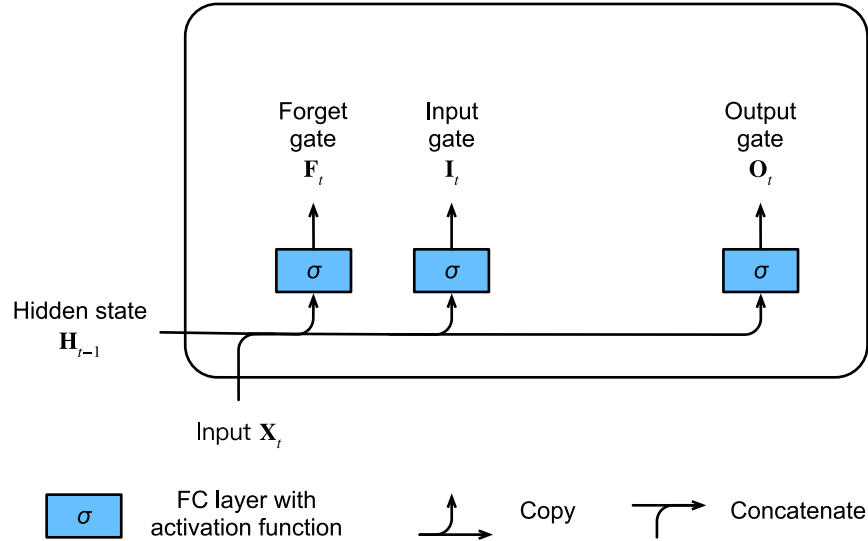 Forget
gate
F_t
Input
gate
I_t
Output
gate
O_t
σ
σ
σ
Hidden state
H_{t−1}
Input X_t
σ
FC layer with
activation function
Copy
Concatenate